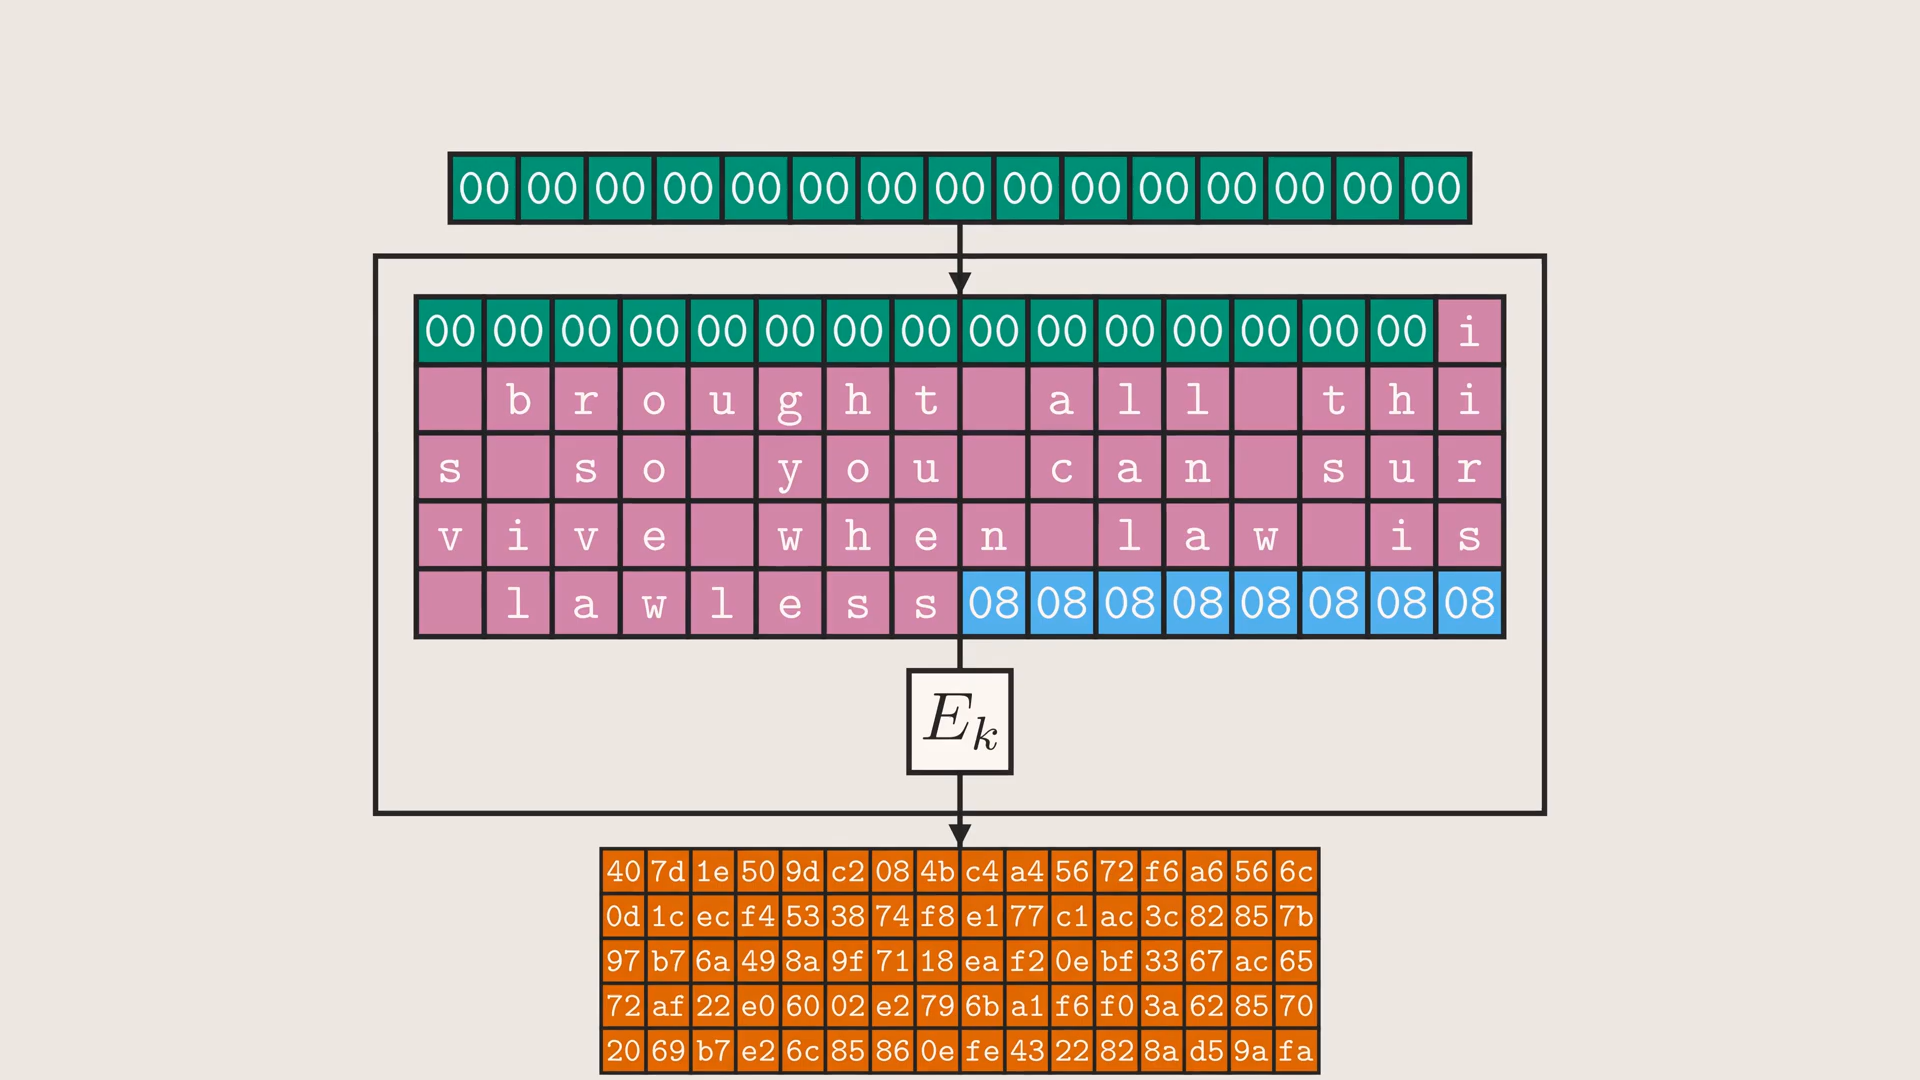 00 00 00 00 00 00 00 00 00 00 00 00 00 00 00
00 00 00 00 00 00 00 00 00 00 00 00 00 00 00 i
b r o u g h t a l l t h i
s s o y o u c a n s u r
v i v e w h e n l a w i s
l a w l e s s 08 08 08 08 08 08 08 08
E_k
40 7d 1e 50 9d c2 08 4b c4 a4 56 72 f6 a6 56 6c
0d 1c ec f4 53 38 74 f8 e1 77 c1 ac 3c 82 85 7b
97 b7 6a 49 8a 9f 71 18 ea f2 0e bf 33 67 ac 65
72 af 22 e0 60 02 e2 79 6b a1 f6 f0 3a 62 85 70
20 69 b7 e2 6c 85 86 0e fe 43 22 82 8a d5 9a fa